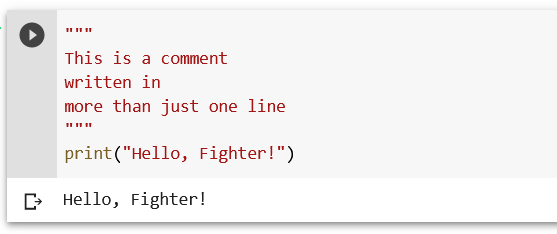 """
This is a comment
written in
more than just one line
"""
print("Hello, Fighter!")
Hello, Fighter!